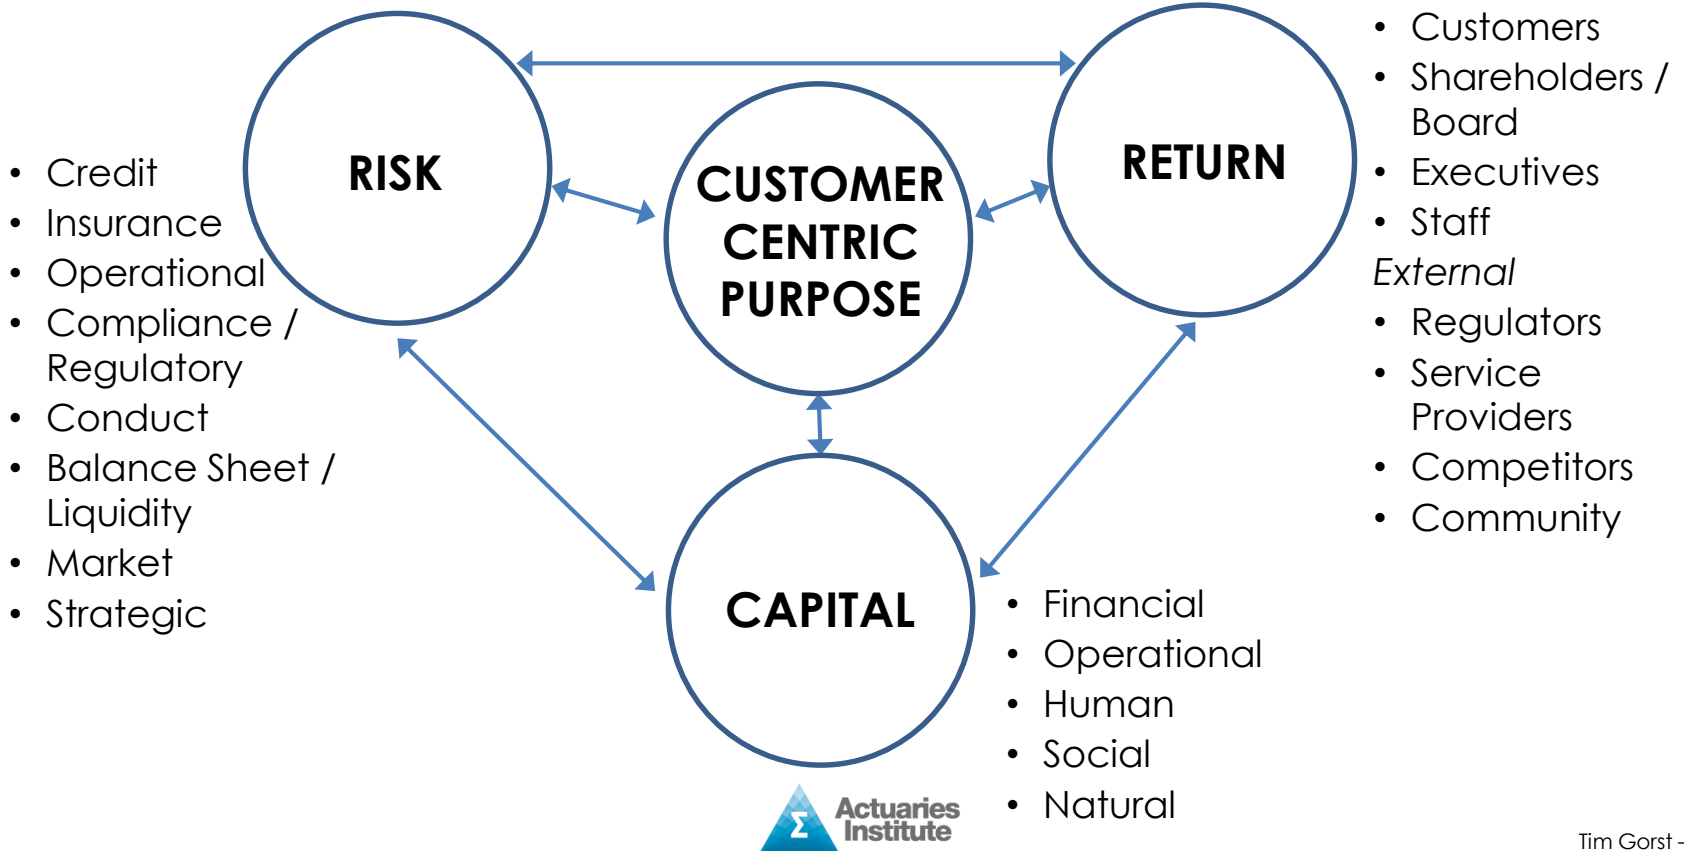 RISK
CUSTOMER
CENTRIC
PURPOSE
RETURN
CAPITAL
• Credit
• Insurance
• Operational
• Compliance /
Regulatory
• Conduct
• Balance Sheet /
Liquidity
• Market
• Strategic
• Customers
• Shareholders /
Board
• Executives
• Staff
External
• Regulators
• Service
Providers
• Competitors
• Community
• Financial
• Operational
• Human
• Social
• Natural
Σ
Actuaries
Institute
Tim Gorst -